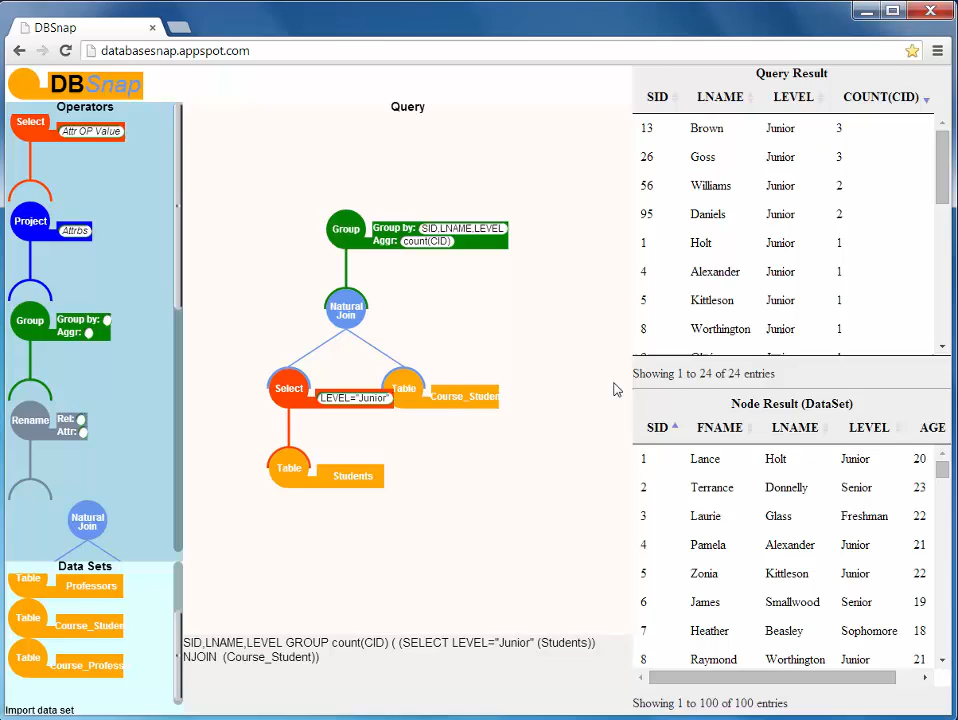 DBSnap
databasesnap.appspot.com
DBSnap
Operators
Select
Attr OP Value
Project
Attrbs
Group
Group by:
Aggr:
Rename
Rel:
Attr:
Natural
Join
Data Sets
Table
Professors
Table
Course_Studen
Table
Course_Profess
Import data set
Query
Group
Group by: SID,LNAME,LEVEL
Aggr: count(CID)
Natural
Join
Select
LEVEL="Junior"
Table
Course_Studen
Table
Students
SID,LNAME,LEVEL GROUP count(CID) ( (SELECT LEVEL="Junior" (Students))
NJOIN (Course_Student))
Query Result
SID LNAME LEVEL COUNT(CID)
13 Brown Junior 3
26 Goss Junior 3
56 Williams Junior 2
95 Daniels Junior 2
1 Holt Junior 1
4 Alexander Junior 1
5 Kittleson Junior 1
8 Worthington Junior 1
Showing 1 to 24 of 24 entries
Node Result (DataSet)
SID FNAME LNAME LEVEL AGE
1 Lance Holt Junior 20
2 Terrance Donnelly Senior 23
3 Laurie Glass Freshman 22
4 Pamela Alexander Junior 21
5 Zonia Kittleson Junior 22
6 James Smallwood Senior 19
7 Heather Beasley Sophomore 18
8 Raymond Worthington Junior 21
Showing 1 to 100 of 100 entries